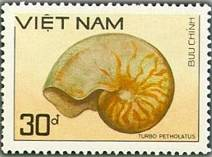 VIỆT NAM
BƯU CHÍNH
30đ
TURBO PETHOLATUS